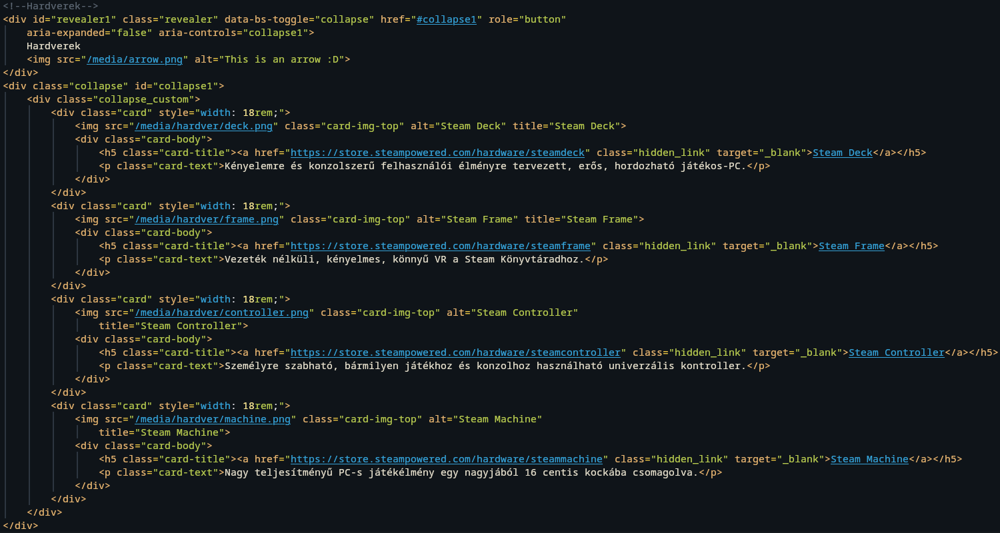 <!--Hardverek-->
<div id="revealer1" class="revealer" data-bs-toggle="collapse" href="#collapse1" role="button"
    aria-expanded="false" aria-controls="collapse1">
    Hardverek
    <img src="/media/arrow.png" alt="This is an arrow :D">
</div>
<div class="collapse" id="collapse1">
    <div class="collapse_custom">
        <div class="card" style="width: 18rem;">
            <img src="/media/hardver/deck.png" class="card-img-top" alt="Steam Deck" title="Steam Deck">
            <div class="card-body">
                <h5 class="card-title"><a href="https://store.steampowered.com/hardware/steamdeck" class="hidden_link" target="_blank">Steam Deck</a></h5>
                <p class="card-text">Kényelemre és konzolszerű felhasználói élményre tervezett, erős, hordozható játékos-PC.</p>
            </div>
        </div>
        <div class="card" style="width: 18rem;">
            <img src="/media/hardver/frame.png" class="card-img-top" alt="Steam Frame" title="Steam Frame">
            <div class="card-body">
                <h5 class="card-title"><a href="https://store.steampowered.com/hardware/steamframe" class="hidden_link" target="_blank">Steam Frame</a></h5>
                <p class="card-text">Vezeték nélküli, kényelmes, könnyű VR a Steam Könyvtáradhoz.</p>
            </div>
        </div>
        <div class="card" style="width: 18rem;">
            <img src="/media/hardver/controller.png" class="card-img-top" alt="Steam Controller"
                title="Steam Controller">
            <div class="card-body">
                <h5 class="card-title"><a href="https://store.steampowered.com/hardware/steamcontroller" class="hidden_link" target="_blank">Steam Controller</a></h5>
                <p class="card-text">Személyre szabható, bármilyen játékhoz és konzolhoz használható univerzális kontroller.</p>
            </div>
        </div>
        <div class="card" style="width: 18rem;">
            <img src="/media/hardver/machine.png" class="card-img-top" alt="Steam Machine"
                title="Steam Machine">
            <div class="card-body">
                <h5 class="card-title"><a href="https://store.steampowered.com/hardware/steammachine" class="hidden_link" target="_blank">Steam Machine</a></h5>
                <p class="card-text">Nagy teljesítményű PC-s játékélmény egy nagyjából 16 centis kockába csomagolva.</p>
            </div>
        </div>
    </div>
</div>